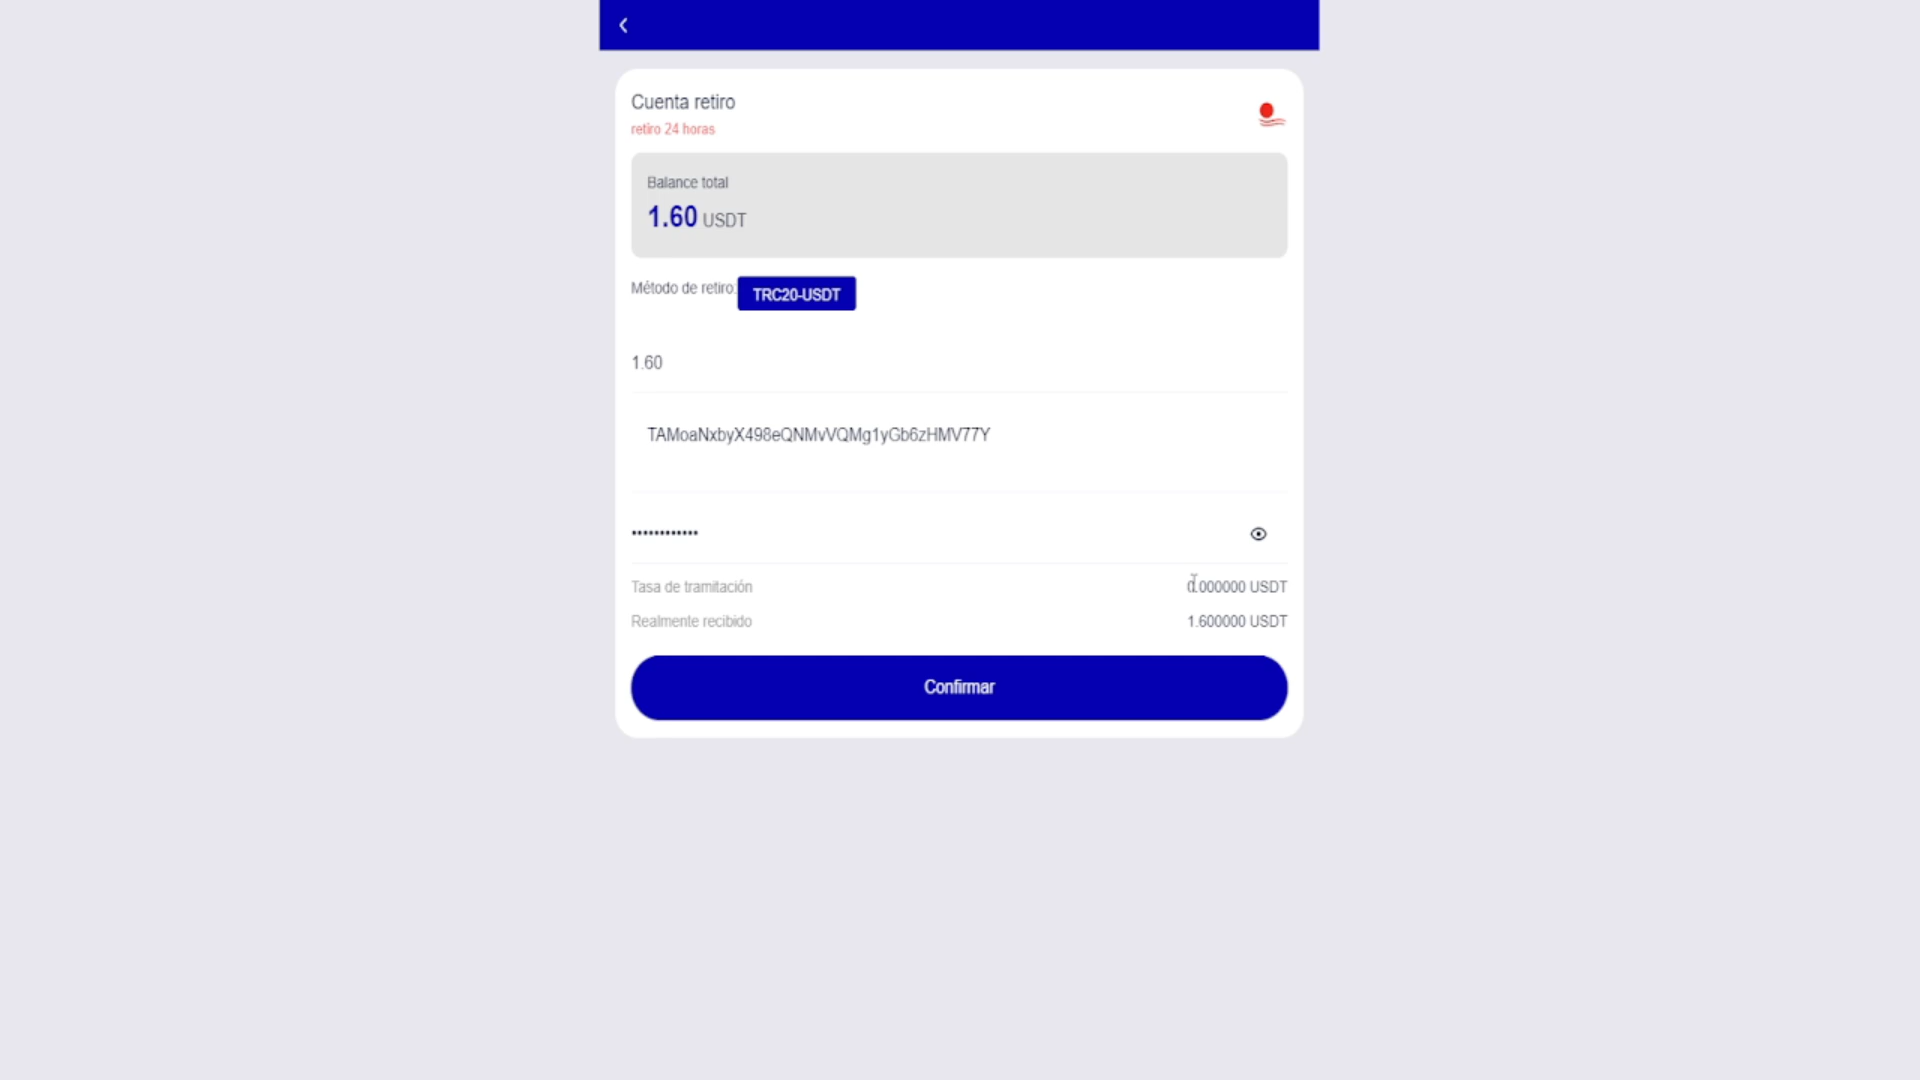 Cuenta retiro
retiro 24 horas
Balance total
1.60 USDT
Método de retiro: TRC20-USDT
1.60
TAMoaNxbyX498eQNMvVQMg1yGb6zHMV77Y
••••••••••••
Tasa de tramitación 0.000000 USDT
Realmente recibido 1.600000 USDT
Confirmar